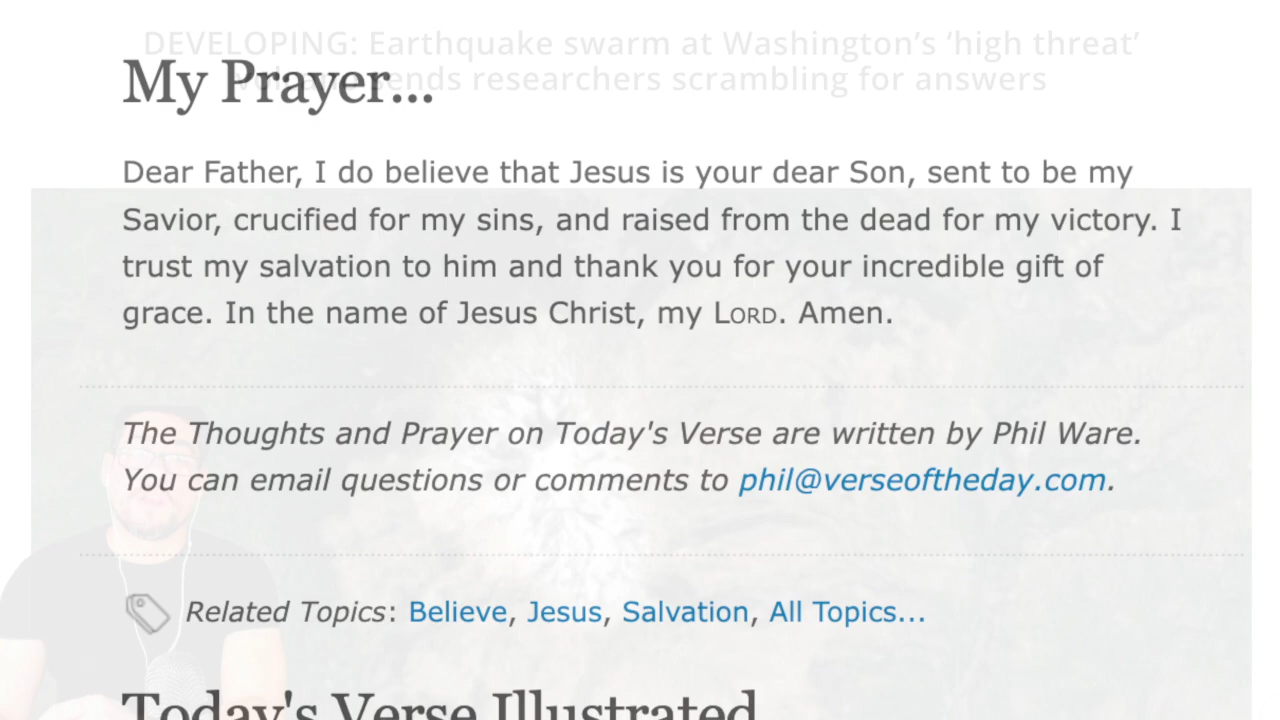 DEVELOPING: Earthquake swarm at Washington’s ‘high threat’
sends researchers scrambling for answers
My Prayer...
Dear Father, I do believe that Jesus is your dear Son, sent to be my
Savior, crucified for my sins, and raised from the dead for my victory. I
trust my salvation to him and thank you for your incredible gift of
grace. In the name of Jesus Christ, my LORD. Amen.
The Thoughts and Prayer on Today's Verse are written by Phil Ware.
You can email questions or comments to phil@verseoftheday.com.
Related Topics: Believe, Jesus, Salvation, All Topics...
Today's Verse Illustrated